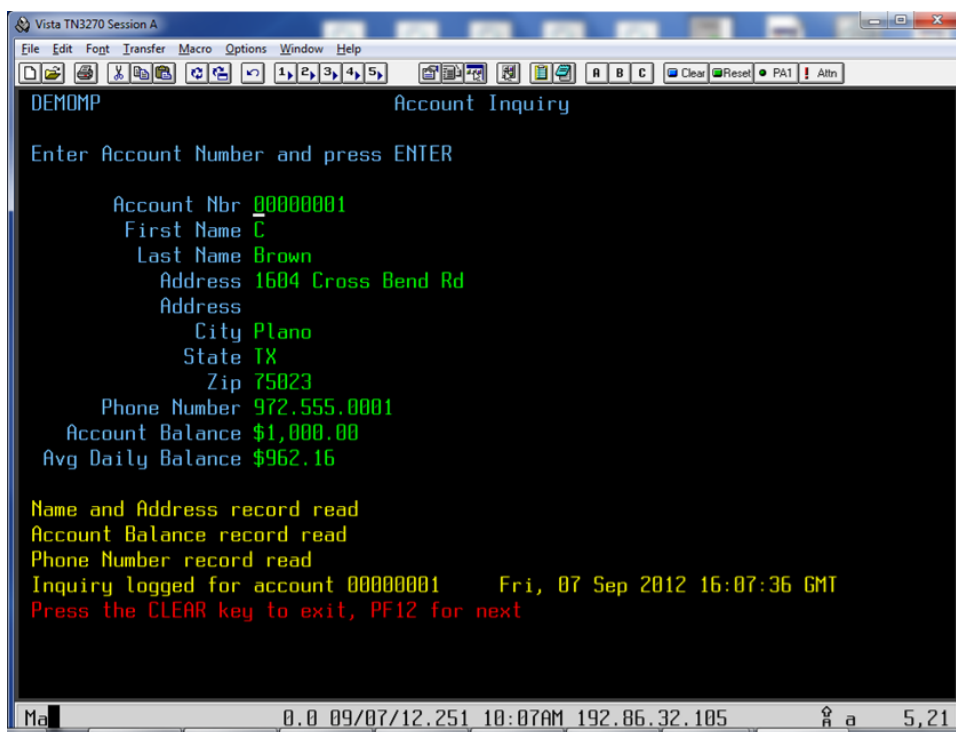 Vista TN3270 Session A
File Edit Font Transfer Macro Options Window Help
1 2 3 4 5 A B C Clear Reset PA1 ! Attn
DEMOMP Account Inquiry
Enter Account Number and press ENTER
Account Nbr 00000001
First Name C
Last Name Brown
Address 1604 Cross Bend Rd
Address
City Plano
State TX
Zip 75023
Phone Number 972.555.0001
Account Balance $1,000.00
Avg Daily Balance $962.16
Name and Address record read
Account Balance record read
Phone Number record read
Inquiry logged for account 00000001 Fri, 07 Sep 2012 16:07:36 GMT
Press the CLEAR key to exit, PF12 for next
Ma 0.0 09/07/12.251 10:07AM 192.86.32.105 A a 5,21